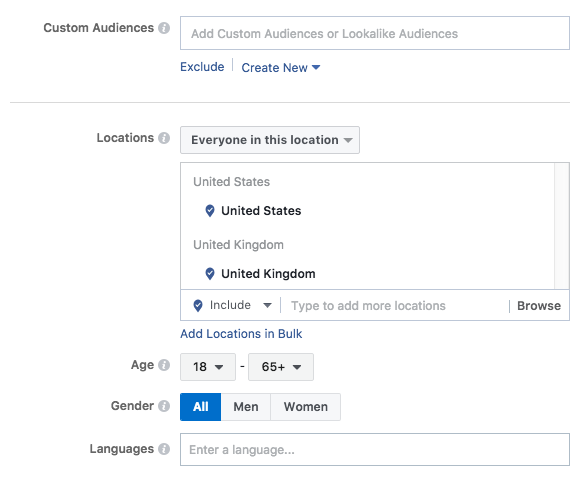 Custom Audiences
Add Custom Audiences or Lookalike Audiences
Exclude Create New
Locations
Everyone in this location
United States
United States
United Kingdom
United Kingdom
Include Type to add more locations Browse
Add Locations in Bulk
Age 18 - 65+
Gender All Men Women
Languages Enter a language...